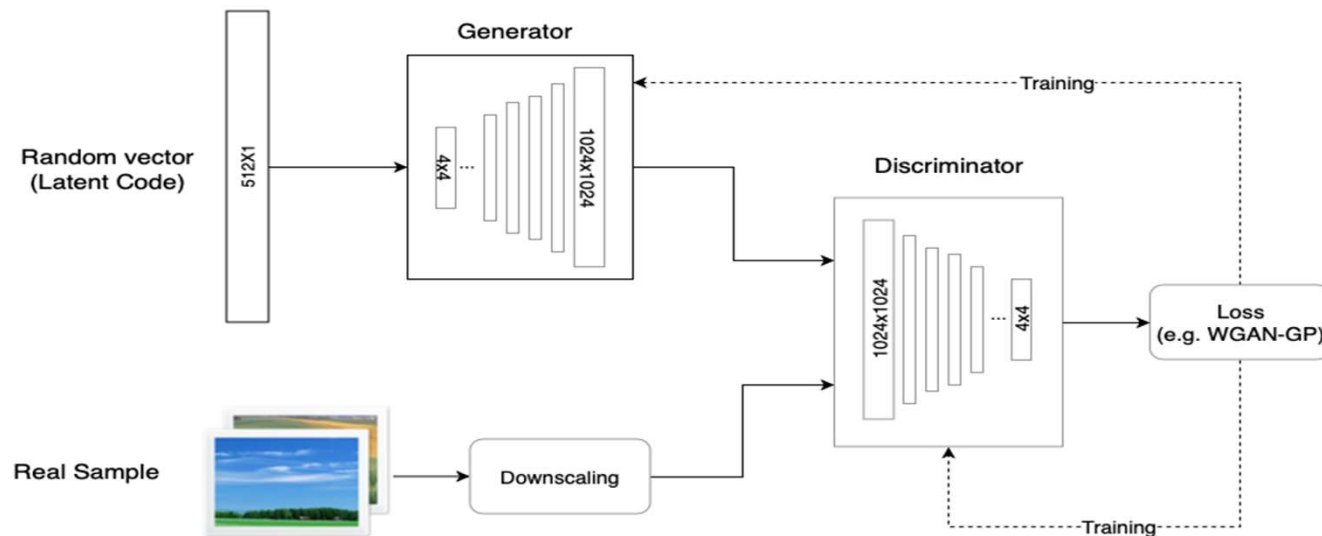 Generator
Training
Random vector
(Latent Code)
512X1
4x4
...
1024x1024
Discriminator
1024x1024
...
4x4
Loss
(e.g. WGAN-GP)
Real Sample
Downscaling
Training